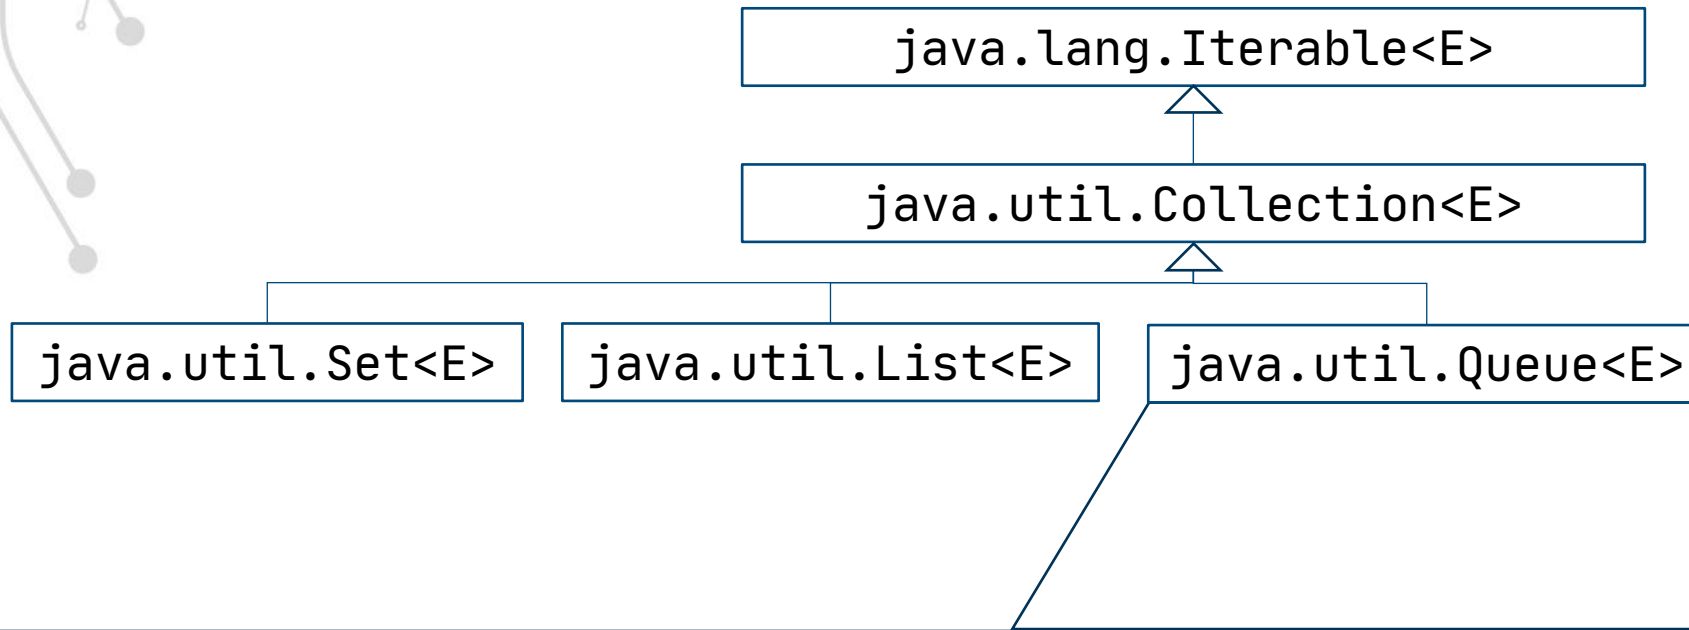 java.lang.Iterable<E>
java.util.Collection<E>
java.util.Set<E>
java.util.List<E>
java.util.Queue<E>